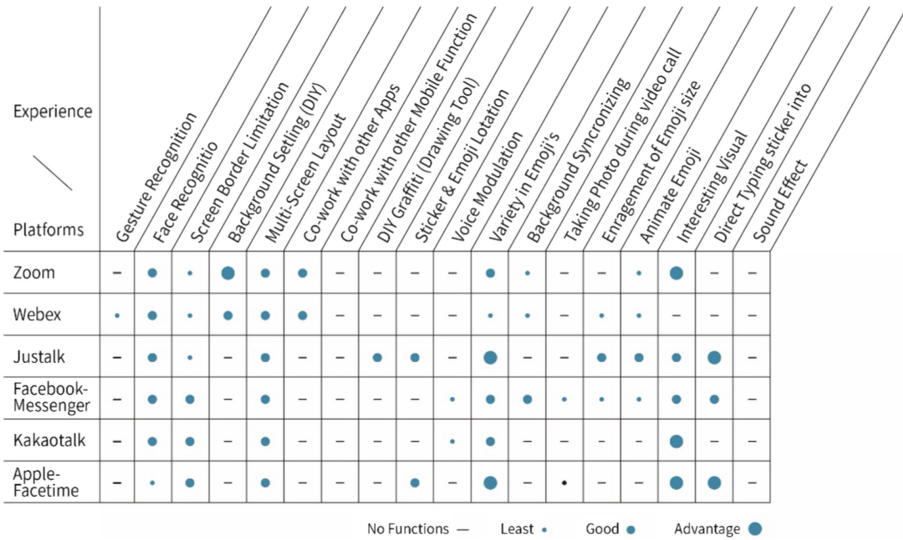 Experience
Platforms
Gesture Recognition
Face Recognitio
Screen Border Limitation
Background Setling (DIY)
Multi-Screen Layout
Co-work with other Apps
Co-work with other Mobile Function
DIY Graffiti (Drawing Tool)
Sticker & Emoji Lotation
Voice Modulation
Variety in Emoji's
Background Syncronizing
Taking Photo during video call
Enragement of Emoji size
Animate Emoji
Interesting Visual
Direct Typing sticker into
Sound Effect
Zoom
Webex
Justalk
Facebook-
Messenger
Kakaotalk
Apple-
Facetime
No Functions — Least Good Advantage